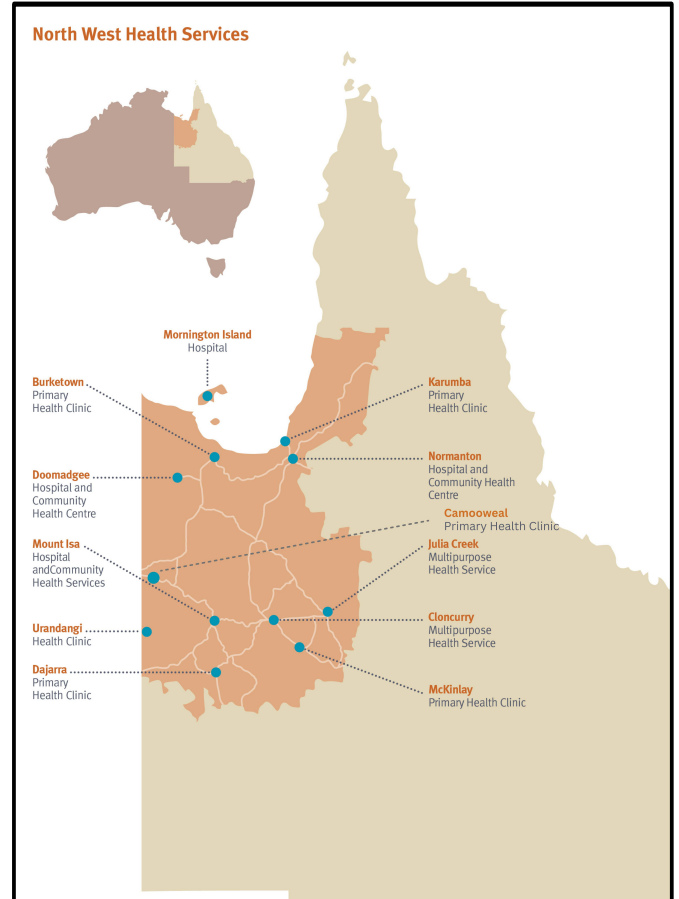 North West Health Services
Mornington Island
Hospital
Burketown
Primary
Health Clinic
Karumba
Primary
Health Clinic
Doomadgee
Hospital and
Community
Health Centre
Normanton
Hospital and
Community Health
Centre
Camooweal
Primary Health Clinic
Mount Isa
Hospital
andCommunity
Health Services
Julia Creek
Multipurpose
Health Service
Urandangi
Health Clinic
Cloncurry
Multipurpose
Health Service
Dajarra
Primary
Health Clinic
McKinlay
Primary Health Clinic